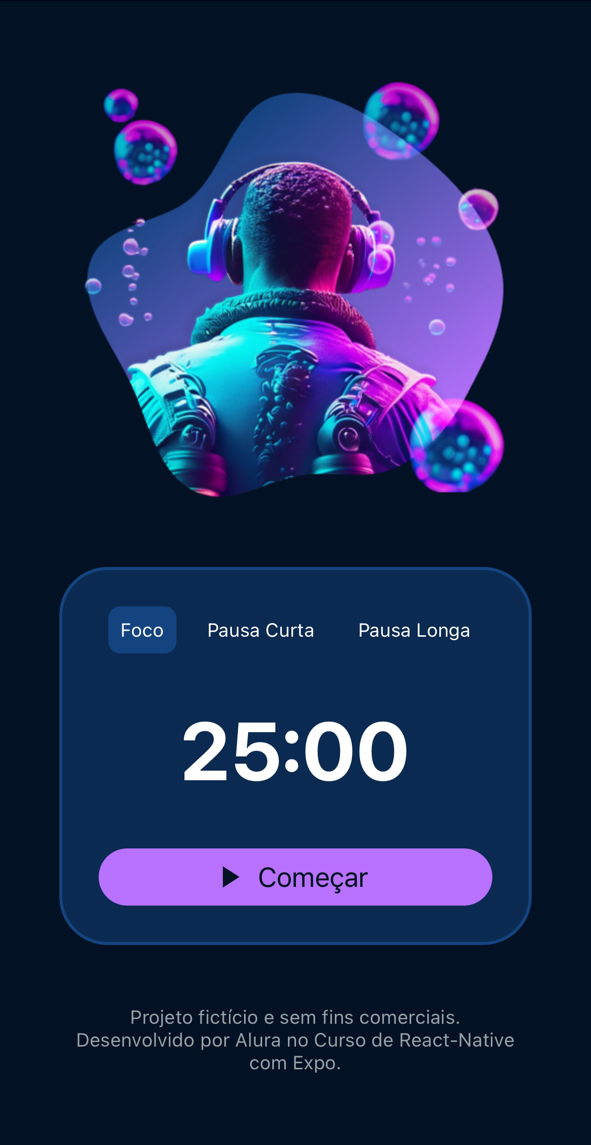 Foco Pausa Curta Pausa Longa
25:00
Começar
Projeto fictício e sem fins comerciais.
Desenvolvido por Alura no Curso de React-Native
com Expo.